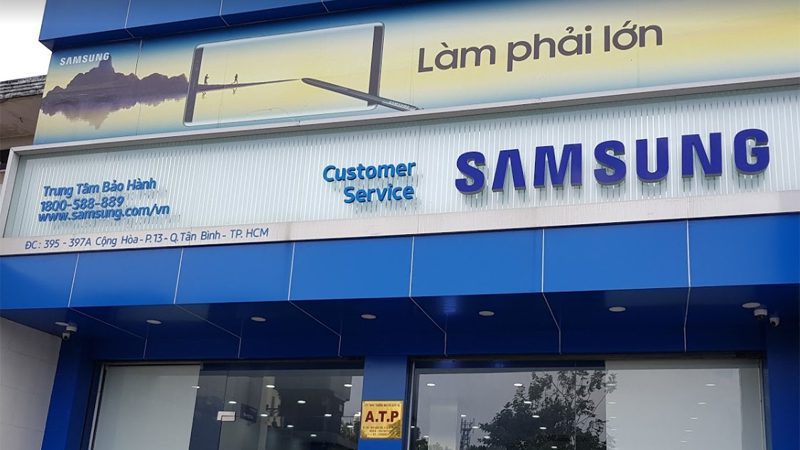 SAMSUNG
Làm phải lớn
Trung Tâm Bảo Hành
1800-588-889
www.samsung.com/vn
Customer
Service
SAMSUNG
ĐC: 395 - 397A Cộng Hòa - P.13 - Q.Tân Bình - TP. HCM
A.T.P